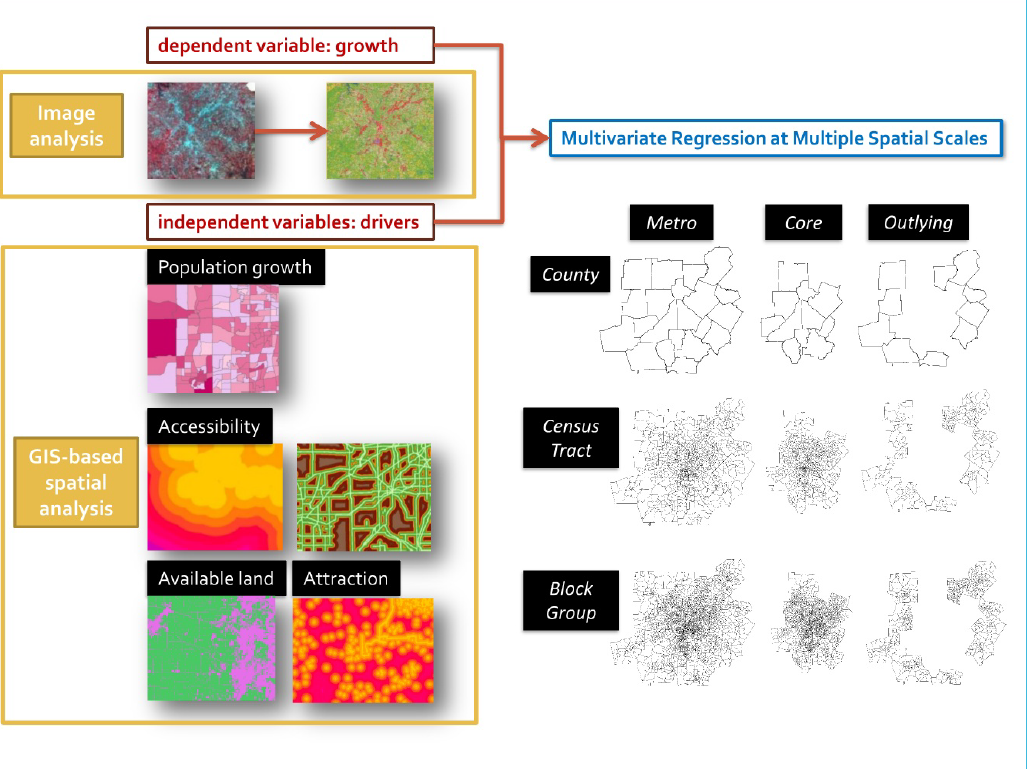 dependent variable: growth
Image
analysis
independent variables: drivers
Population growth
Accessibility
GIS-based
spatial
analysis
Available land
Attraction
Multivariate Regression at Multiple Spatial Scales
Metro
Core
Outlying
County
Census
Tract
Block
Group